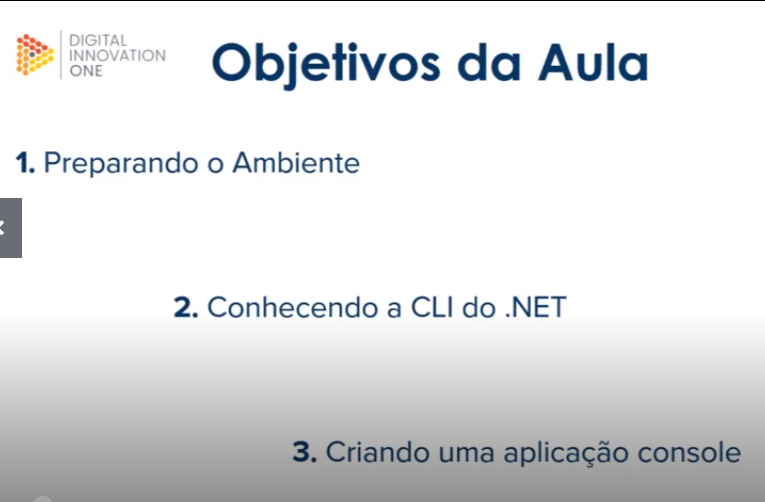 DIGITAL
INNOVATION
ONE
Objetivos da Aula
1. Preparando o Ambiente
2. Conhecendo a CLI do .NET
3. Criando uma aplicação console